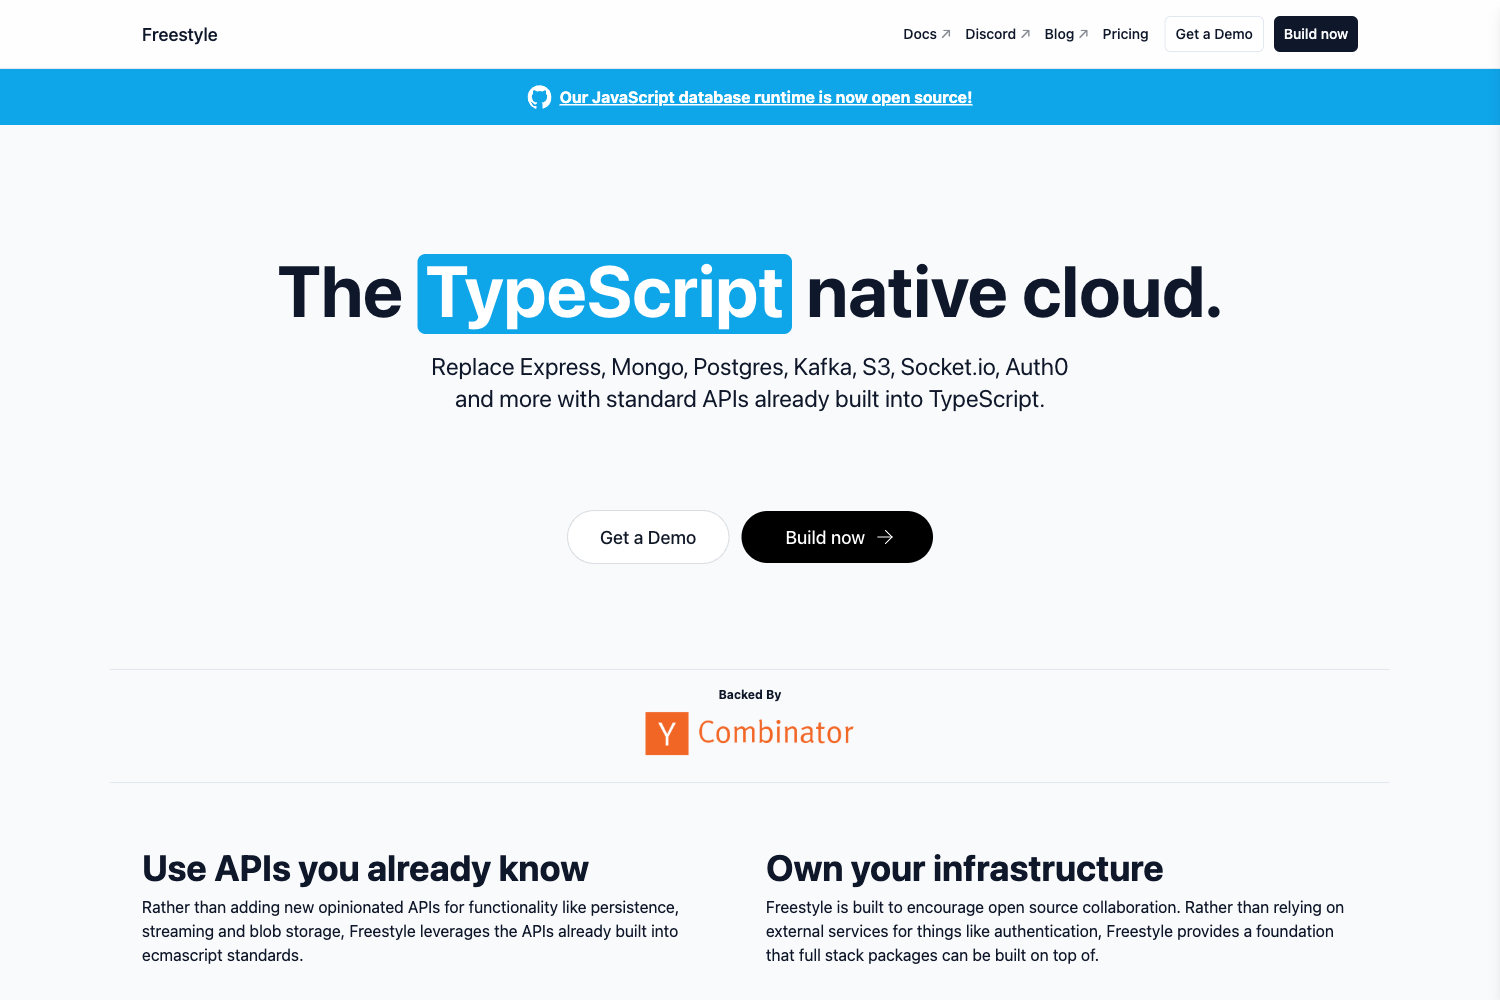 Freestyle
Docs Discord Blog Pricing Get a Demo Build now
Our JavaScript database runtime is now open source!
The TypeScript native cloud.
Replace Express, Mongo, Postgres, Kafka, S3, Socket.io, Auth0
and more with standard APIs already built into TypeScript.
Get a Demo
Build now
Backed By
Y Combinator
Use APIs you already know
Rather than adding new opinionated APIs for functionality like persistence,
streaming and blob storage, Freestyle leverages the APIs already built into
ecmascript standards.
Own your infrastructure
Freestyle is built to encourage open source collaboration. Rather than relying on
external services for things like authentication, Freestyle provides a foundation
that full stack packages can be built on top of.